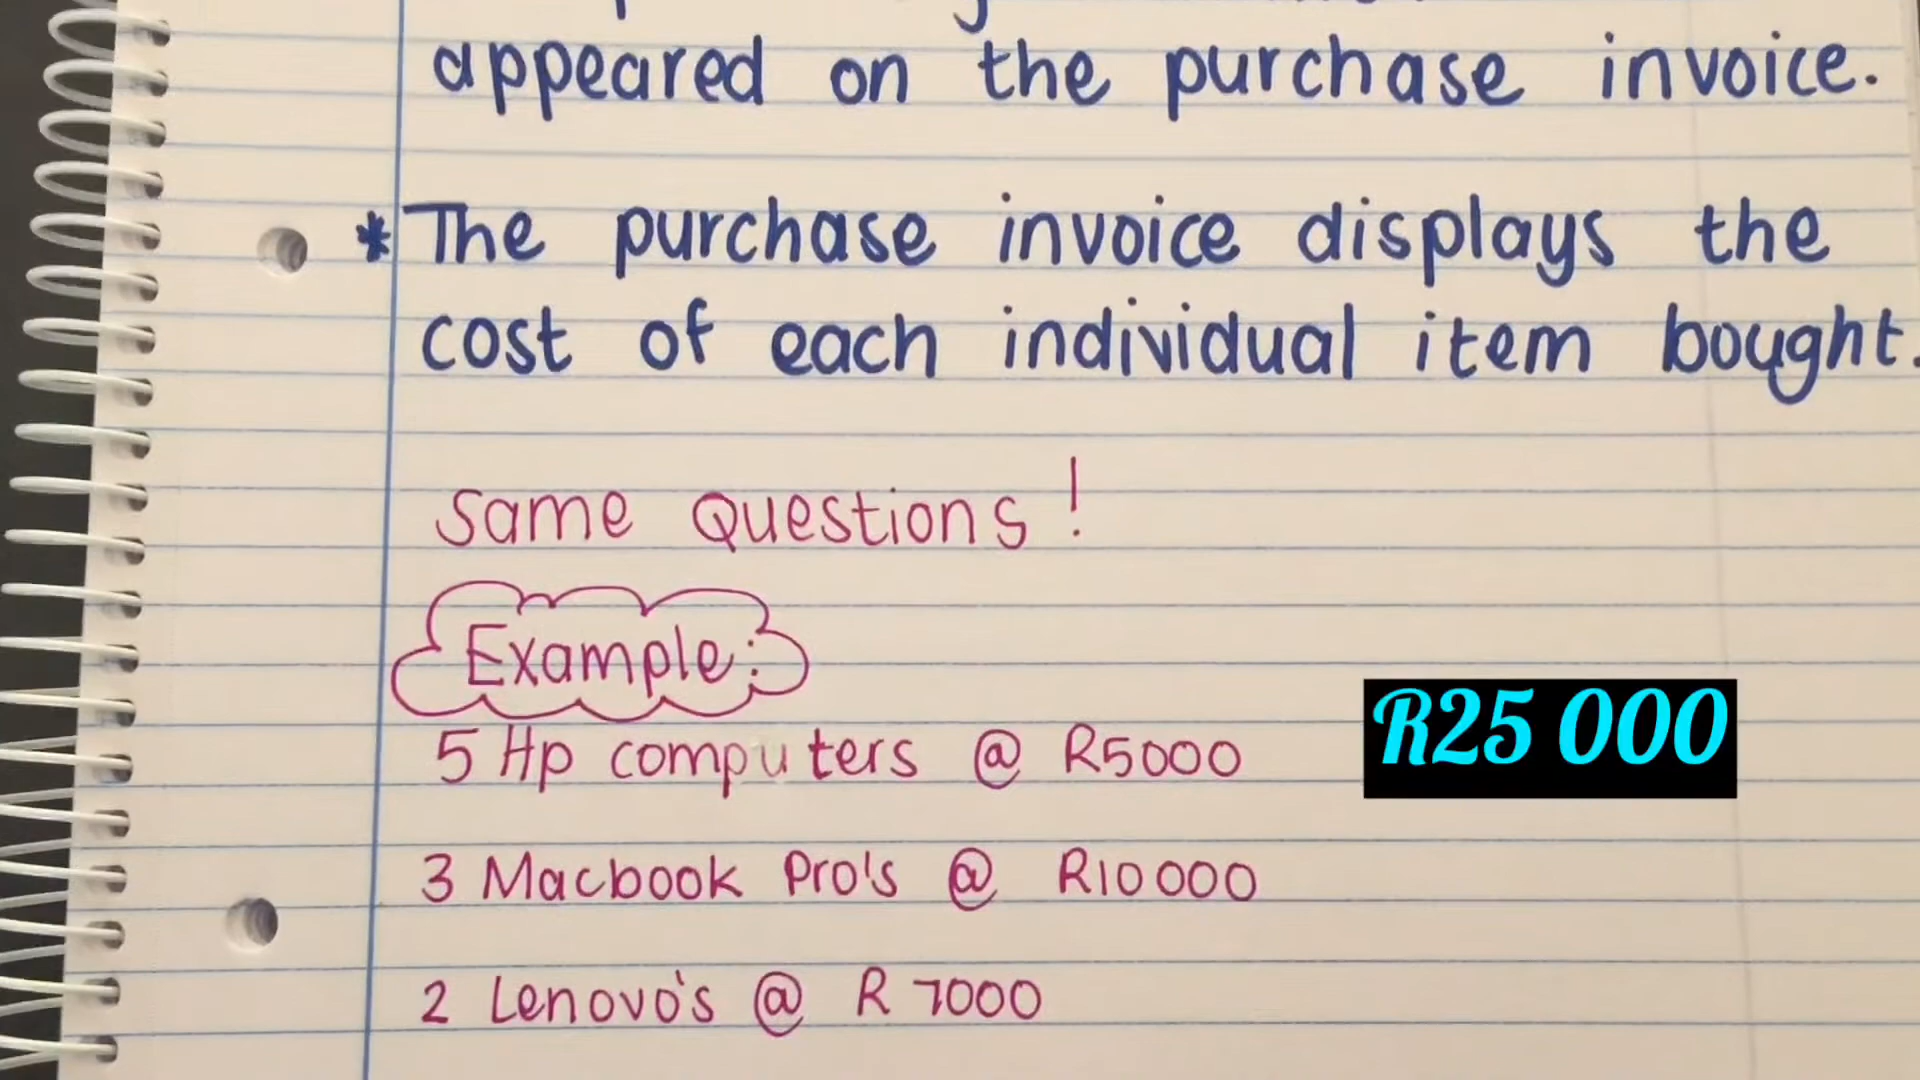 appeared on the purchase invoice.
* The purchase invoice displays the
cost of each individual item bought.
Same Questions!
Example:
5 Hp computers @ R5000 R25 000
3 Macbook Pro's @ R10000
2 Lenovo's @ R 7000